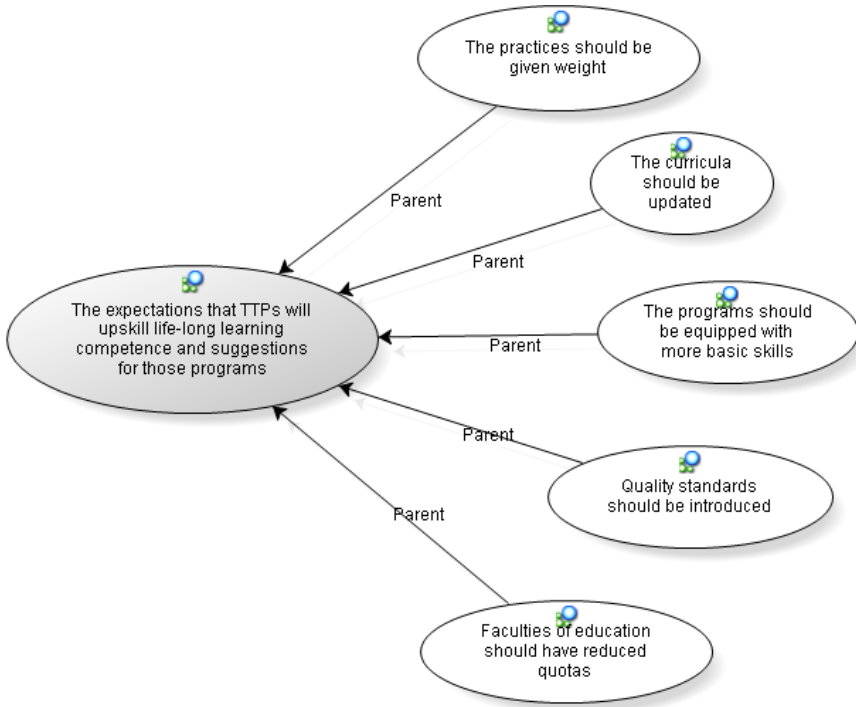 The practices should be
given weight
Parent
The curricula
should be
updated
Parent
The expectations that TTPs will
upskill life-long learning
competence and suggestions
for those programs
The programs should
be equipped with
more basic skills
Parent
Parent
Quality standards
should be introduced
Parent
Faculties of education
should have reduced
quotas